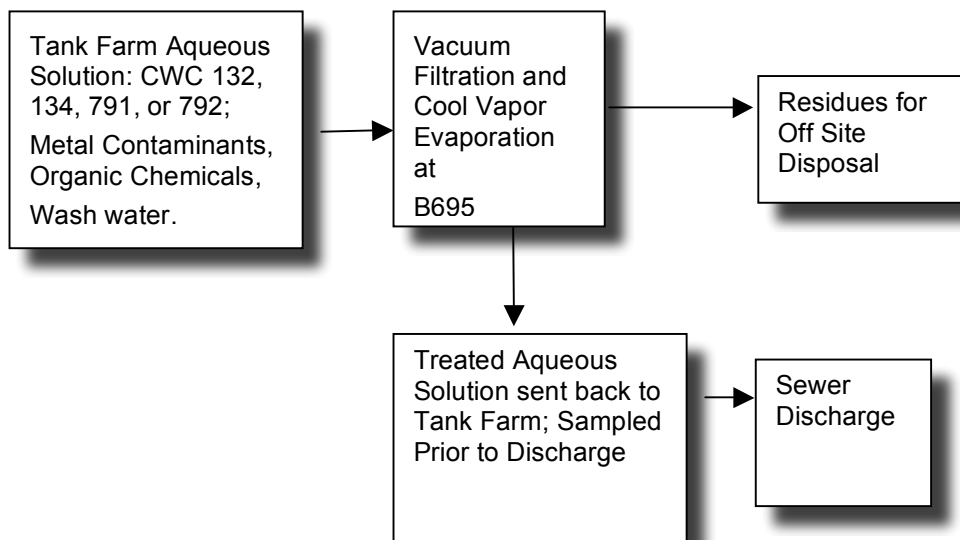 Tank Farm Aqueous
Solution: CWC 132,
134, 791, or 792;
Metal Contaminants,
Organic Chemicals,
Wash water.
Vacuum
Filtration and
Cool Vapor
Evaporation
at
B695
Residues for
Off Site
Disposal
Treated Aqueous
Solution sent back to
Tank Farm; Sampled
Prior to Discharge
Sewer
Discharge